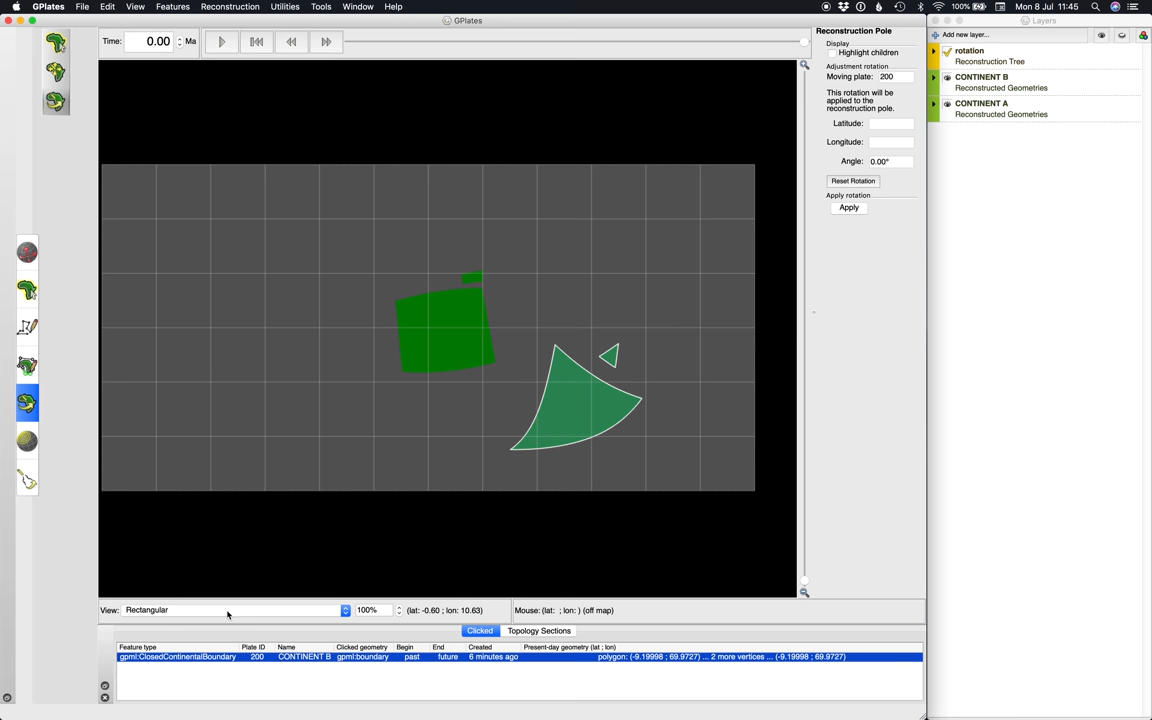 GPlates File Edit View Features Reconstruction Utilities Tools Window Help 100% Mon 8 Jul 11:45
GPlates
Layers
Time: 0.00 Ma
Reconstruction Pole
Display
Highlight children
Adjustment rotation
Moving plate: 200
This rotation will be
applied to the
reconstruction pole.
Latitude:
Longitude:
Angle: 0.00°
Reset Rotation
Apply rotation
Apply
Add new layer...
rotation
Reconstruction Tree
CONTINENT B
Reconstructed Geometries
CONTINENT A
Reconstructed Geometries
View: Rectangular 100% (lat: -0.60 ; lon: 10.63) Mouse: (lat: ; lon: ) (off map)
Clicked Topology Sections
Feature type Plate ID Name Clicked geometry Begin End Created Present-day geometry (lat ; lon)
gpml:ClosedContinentalBoundary 200 CONTINENT B gpml:boundary past future 6 minutes ago polygon: (-9.19998 ; 69.9727) ... 2 more vertices ... (-9.19998 ; 69.9727)